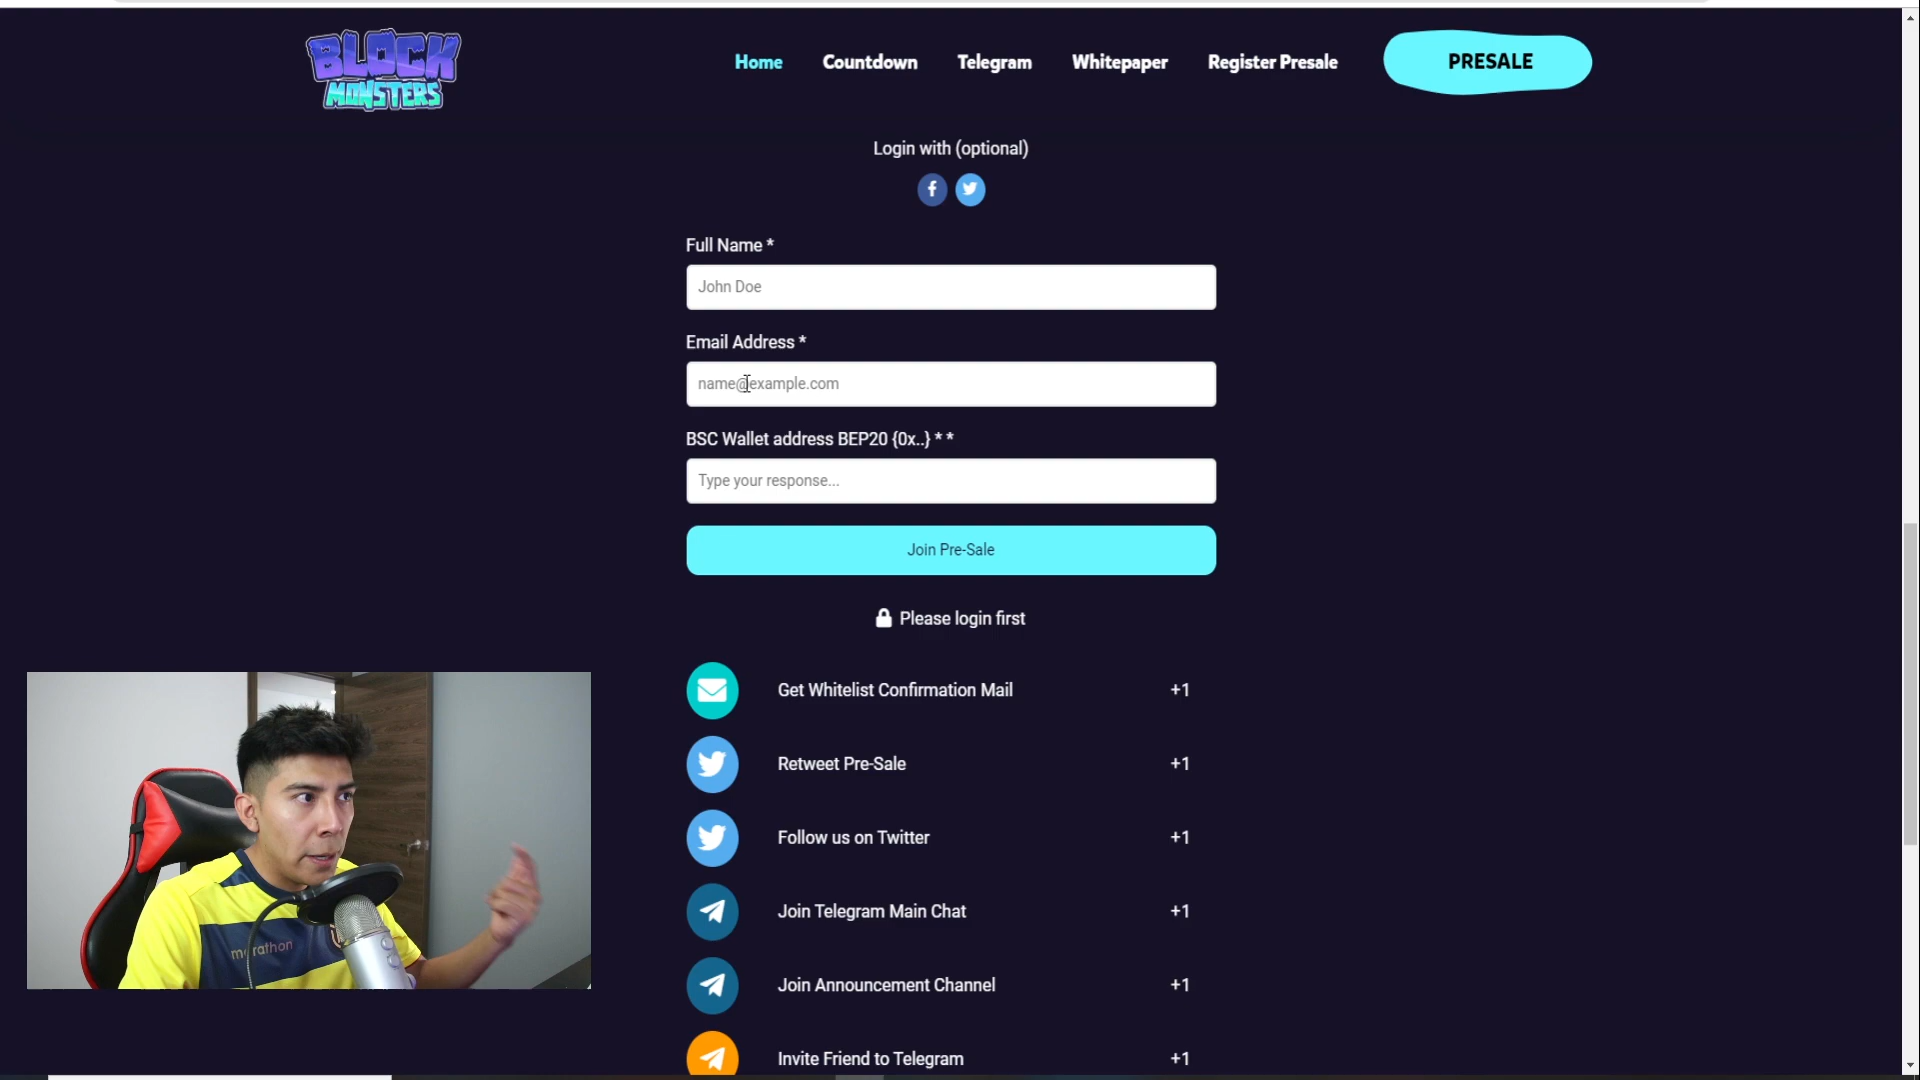 BLOCK
MONSTERS
Home Countdown Telegram Whitepaper Register Presale PRESALE
Login with (optional)
Full Name *
John Doe
Email Address *
name@example.com
BSC Wallet address BEP20 {0x..} * *
Type your response...
Join Pre-Sale
Please login first
Get Whitelist Confirmation Mail +1
Retweet Pre-Sale +1
Follow us on Twitter +1
Join Telegram Main Chat +1
Join Announcement Channel +1
Invite Friend to Telegram +1
marathon